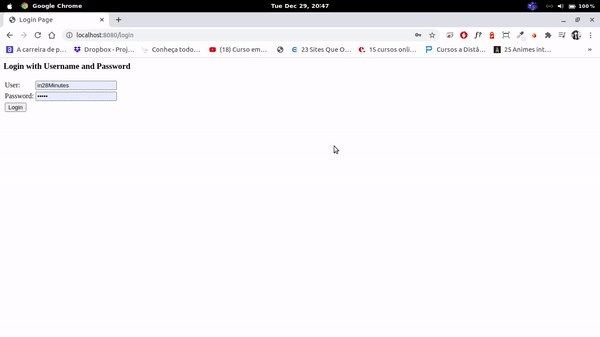 Google Chrome
Tue Dec 29, 20:47
100 %
Login Page
localhost:8080/login
A carreira de p...
Dropbox - Proj...
Conheça todo...
(18) Curso em...
23 Sites Que O...
15 cursos onli...
Cursos a Distâ...
25 Animes int...
Login with Username and Password
User: in28Minutes
Password: •••••
Login